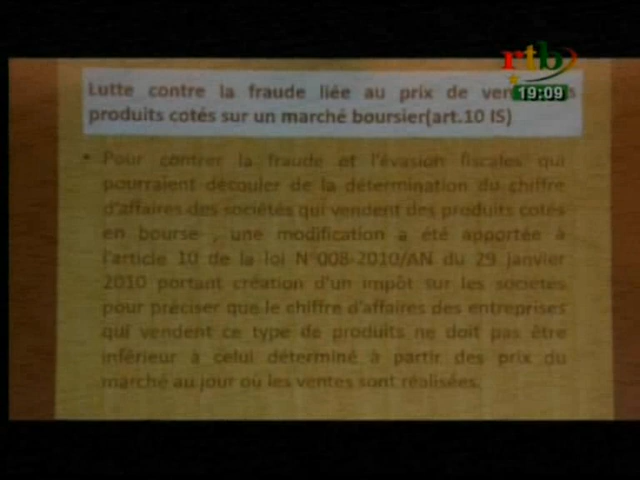 rtb
19:09
Lutte contre la fraude liée au prix de
produits cotés sur un marché boursier(art.10 IS)
• Pour contrer la fraude et l'évasion fiscales qui
pourraient découler de la détermination du chiffre
d'affaires des sociétés qui vendent des produits cotés
en bourse , une modification a été apportée à
l'article 10 de la loi N°008-2010/AN du 29 janvier
2010 portant création d'un impôt sur les sociétés
pour préciser que le chiffre d'affaires des entreprises
qui vendent ce type de produits ne doit pas être
inférieur à celui déterminé à partir des prix du
marché au jour où les ventes sont réalisées.